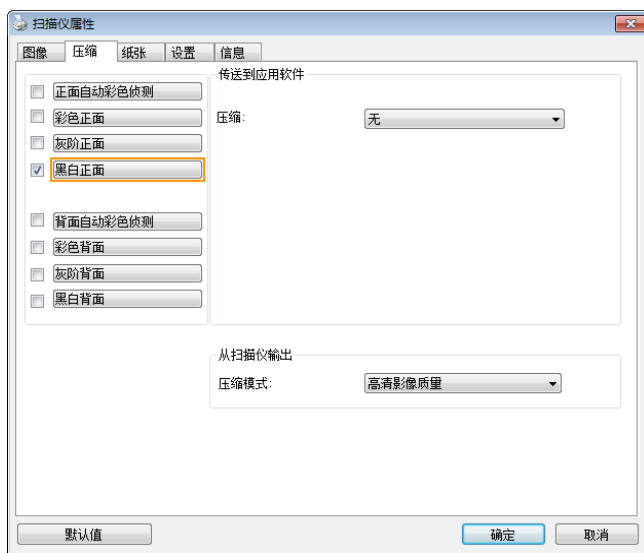 扫描仪属性
图像 压缩 纸张 设置 信息
正面自动彩色侦测
彩色正面
灰阶正面
黑白正面
背面自动彩色侦测
彩色背面
灰阶背面
黑白背面
传送到应用软件
压缩: 无
从扫描仪输出
压缩模式: 高清影像质量
默认值 确定 取消